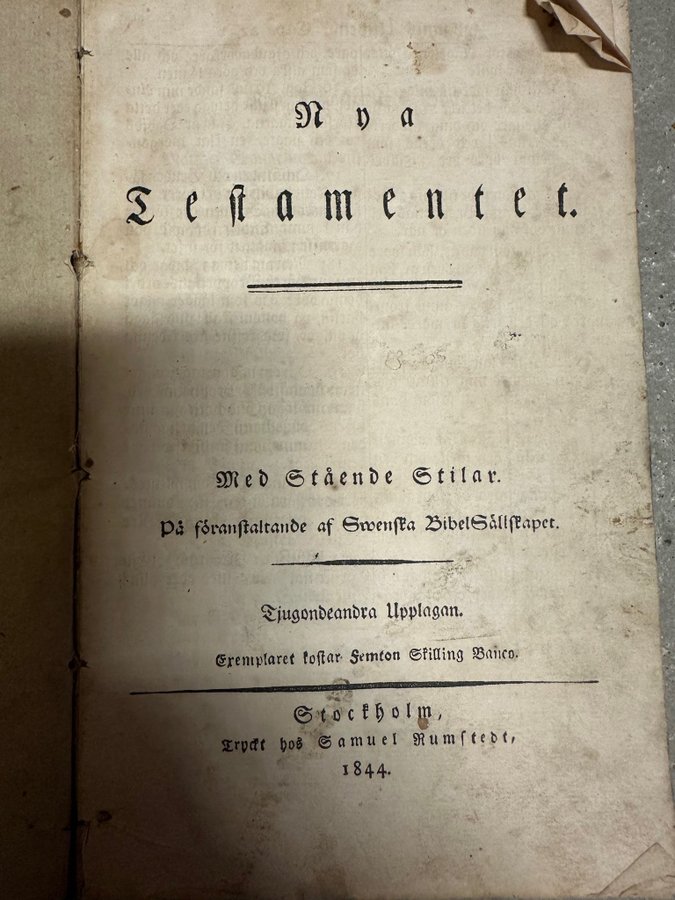 Nya
Testamentet.
Med Stående Stilar.
På föranstaltande af Swenska BibelSällskapet.
Tjugondeandra Upplagan.
Exemplaret kostar Femton Skilling Banco.
Stockholm,
Tryckt hos Samuel Rumstedt,
1844.